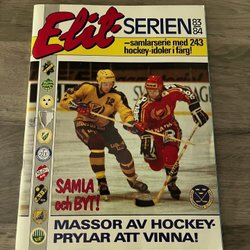 Elit-SERIEN 83 84
–samlarserie med 243
hockey-idoler i färg!
SAMLA
och BYT!
MASSOR AV HOCKEY-
PRYLAR ATT VINNA!